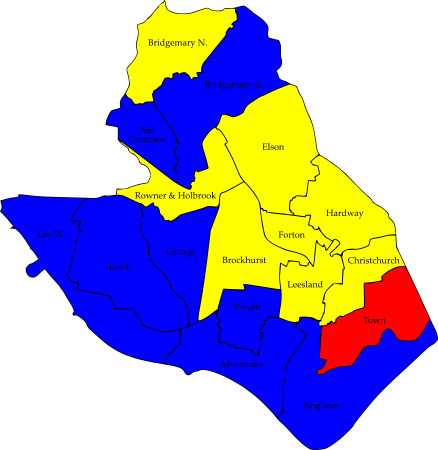 Bridgemary N.
Bridgemary S.
Peel
Common
Elson
Rowner & Holbrook
Hardway
Lee W.
Grange
Forton
Brockhurst
Christchurch
Lee E.
Leesland
Privett
Town
Alverstoke
Anglesey